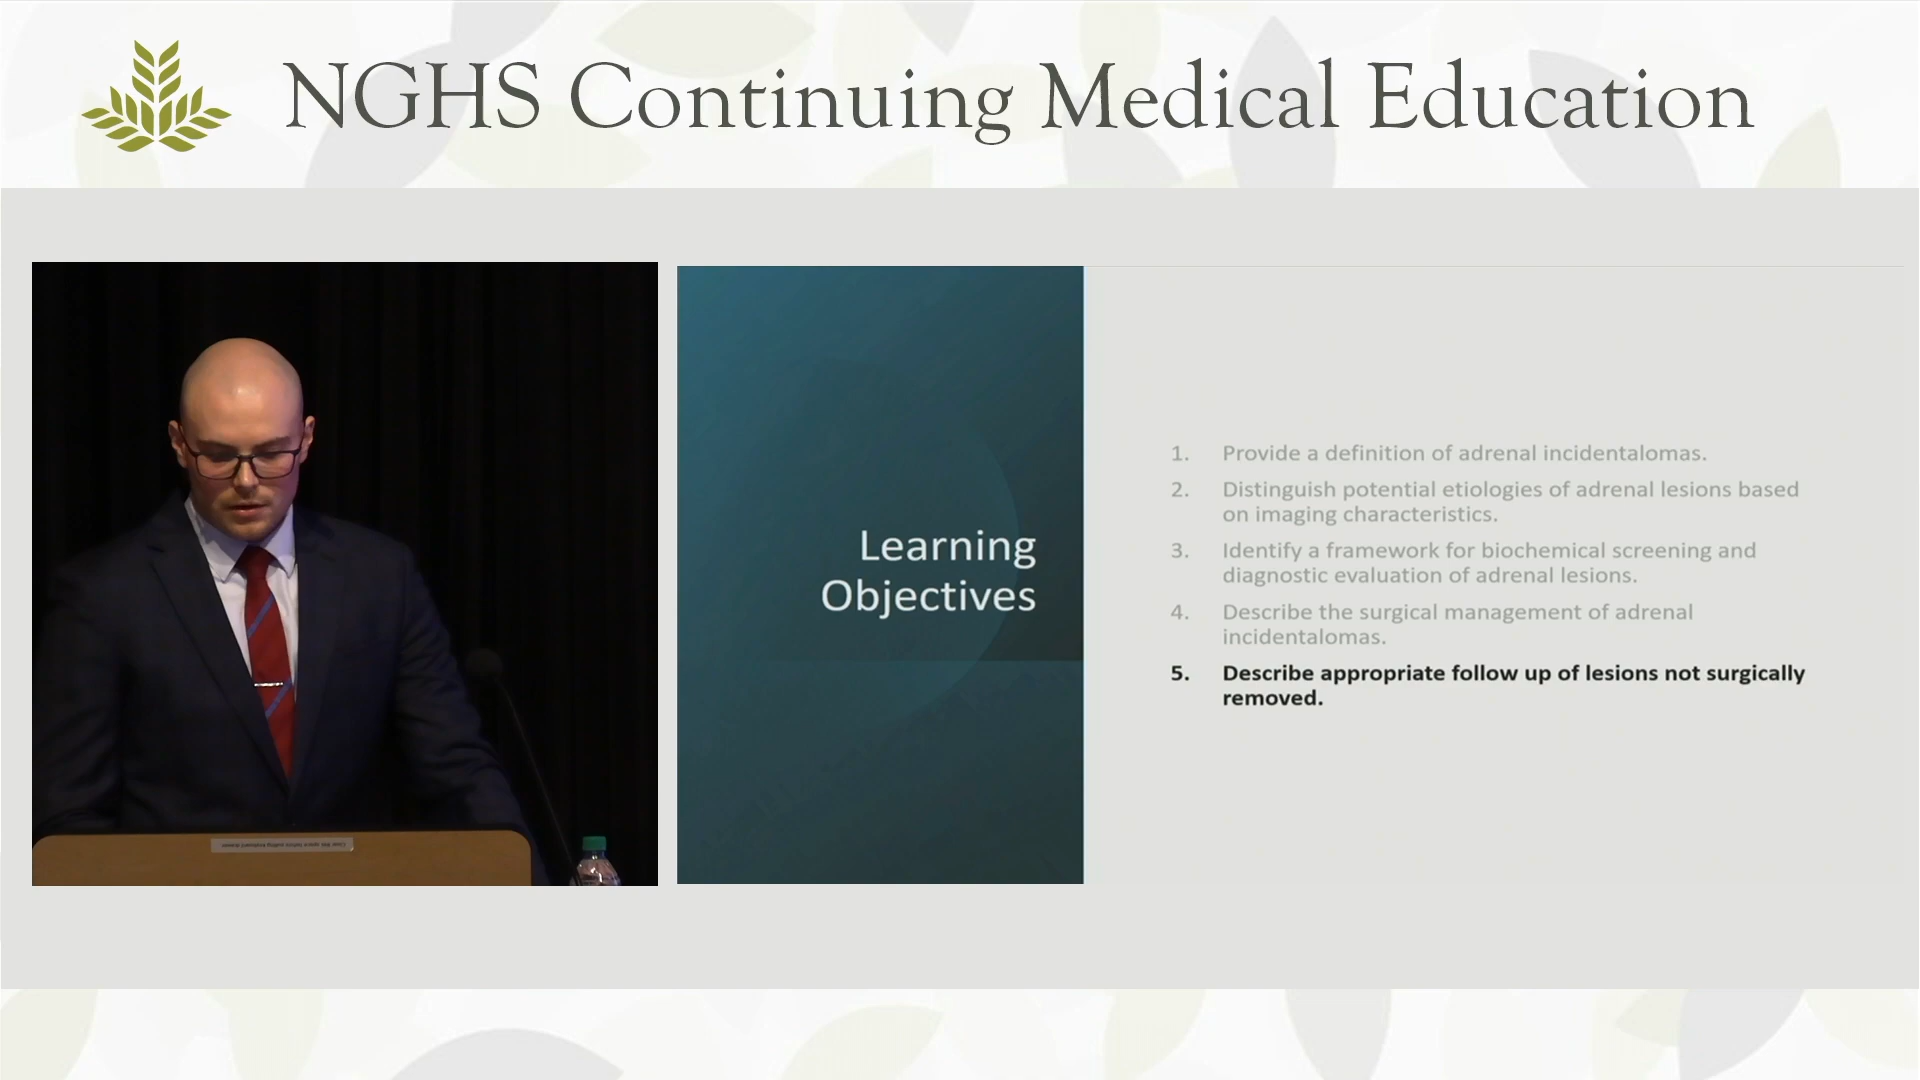 NGHS Continuing Medical Education
Learning
Objectives
1. Provide a definition of adrenal incidentalomas.
2. Distinguish potential etiologies of adrenal lesions based
on imaging characteristics.
3. Identify a framework for biochemical screening and
diagnostic evaluation of adrenal lesions.
4. Describe the surgical management of adrenal
incidentalomas.
5. Describe appropriate follow up of lesions not surgically
removed.